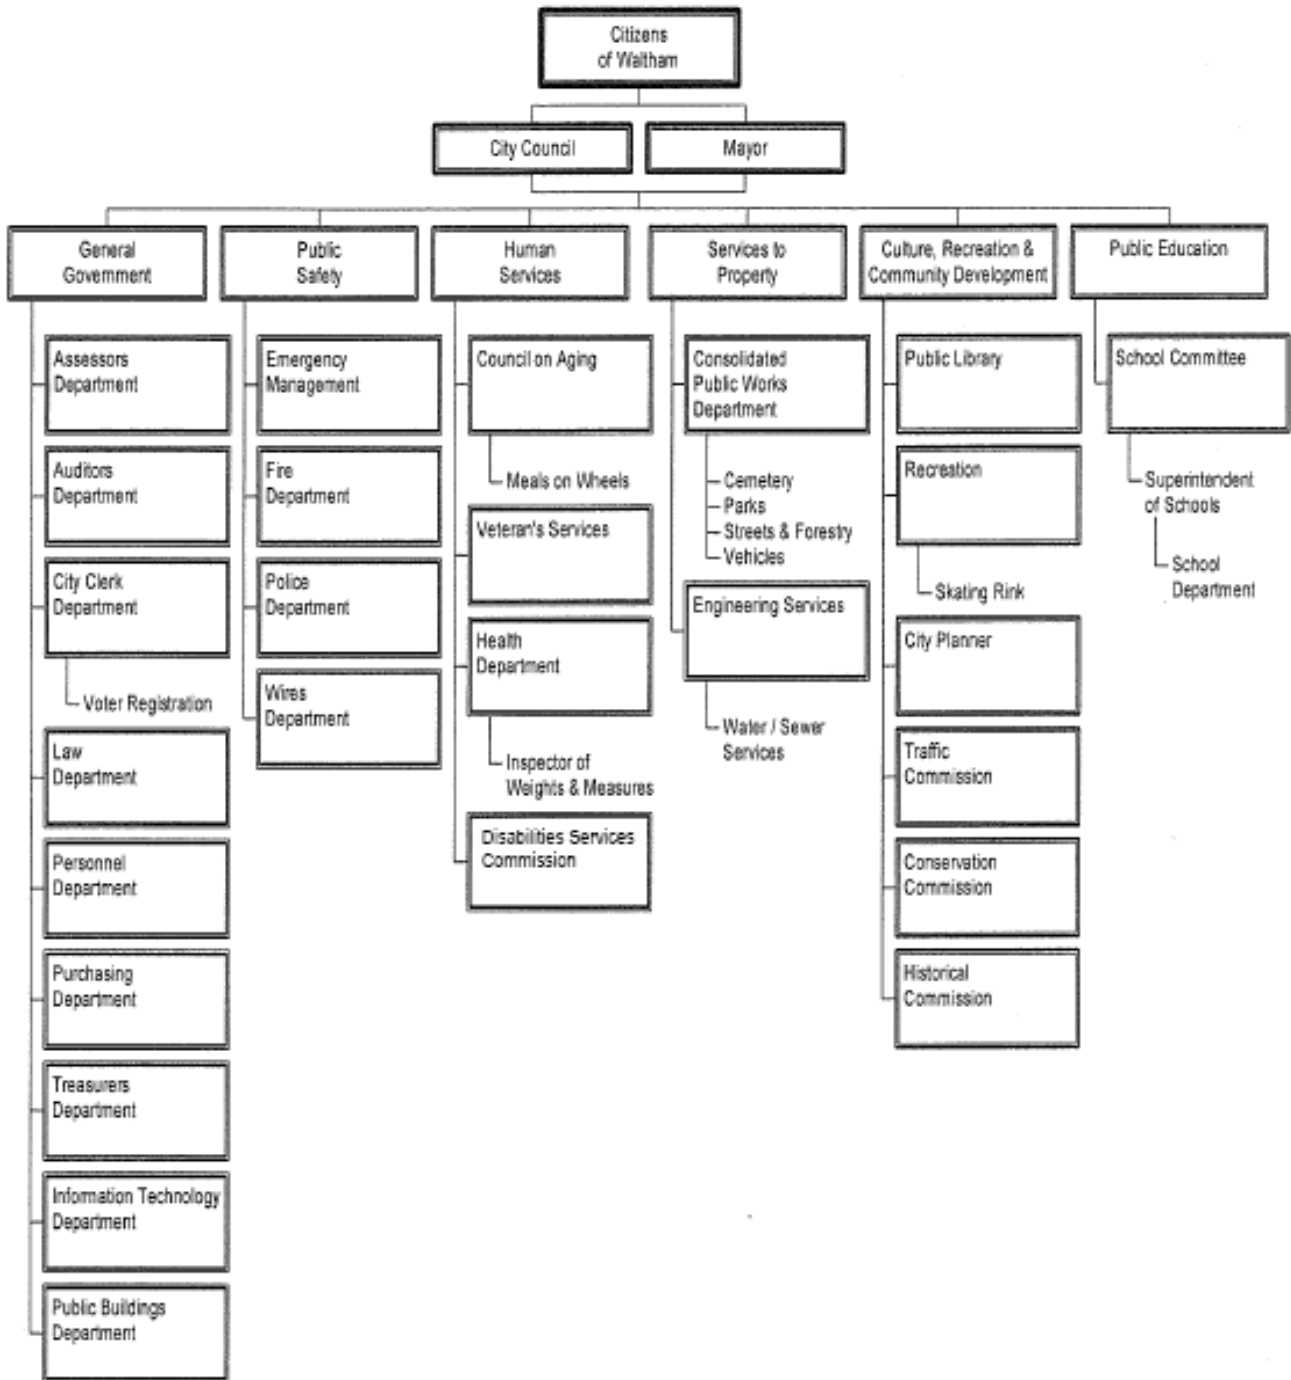 Citizens
of Waltham
City Council
Mayor
General
Government
Public
Safety
Human
Services
Services to
Property
Culture, Recreation &
Community Development
Public Education
Assessors
Department
Auditors
Department
City Clerk
Department
Voter Registration
Law
Department
Personnel
Department
Purchasing
Department
Treasurers
Department
Information Technology
Department
Public Buildings
Department
Emergency
Management
Fire
Department
Police
Department
Wires
Department
Council on Aging
Meals on Wheels
Veteran's Services
Health
Department
Inspector of
Weights & Measures
Disabilities Services
Commission
Consolidated
Public Works
Department
Cemetery
Parks
Streets & Forestry
Vehicles
Engineering Services
Water / Sewer
Services
Public Library
Recreation
Skating Rink
City Planner
Traffic
Commission
Conservation
Commission
Historical
Commission
School Committee
Superintendent
of Schools
School
Department